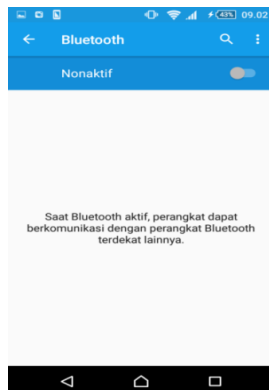 43% 09.02
Bluetooth
Nonaktif
Saat Bluetooth aktif, perangkat dapat
berkomunikasi dengan perangkat Bluetooth
terdekat lainnya.